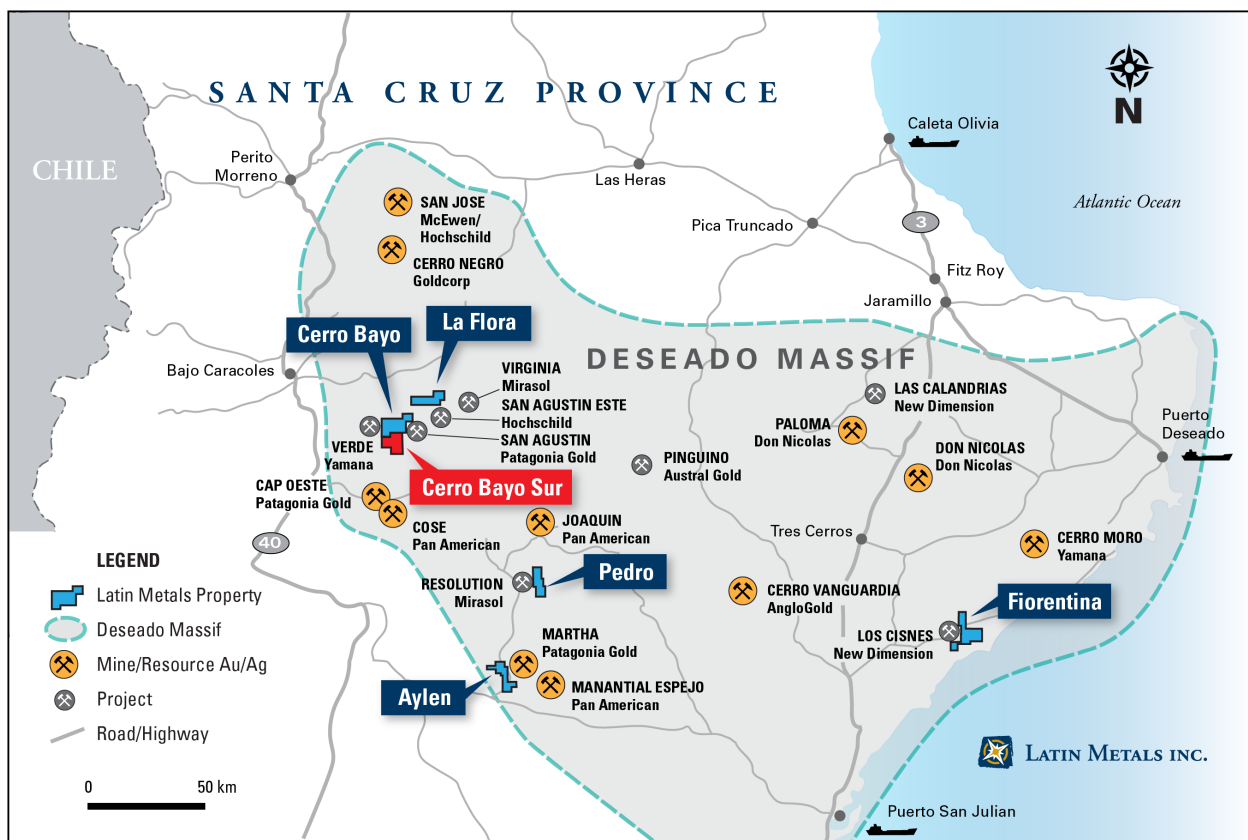 SANTA CRUZ PROVINCE
N
CHILE
Caleta Olivia
Perito
Morreno
Las Heras
Atlantic Ocean
SAN JOSE
McEwen/
Hochschild
Pica Truncado
3
CERRO NEGRO
Goldcorp
Fitz Roy
Jaramillo
La Flora
Cerro Bayo
DESEADO MASSIF
Bajo Caracoles
VIRGINIA
Mirasol
SAN AGUSTIN ESTE
Hochschild
SAN AGUSTIN
Patagonia Gold
VERDE
Yamana
LAS CALANDRIAS
New Dimension
PALOMA
Don Nicolas
Puerto
Deseado
DON NICOLAS
Don Nicolas
PINGUINO
Austral Gold
Cerro Bayo Sur
CAP OESTE
Patagonia Gold
COSE
Pan American
JOAQUIN
Pan American
Tres Cerros
CERRO MORO
Yamana
40
RESOLUTION
Mirasol
Pedro
CERRO VANGUARDIA
AngloGold
Fiorentina
LOS CISNES
New Dimension
MARTHA
Patagonia Gold
MANANTIAL ESPEJO
Pan American
Aylen
LEGEND
Latin Metals Property
Deseado Massif
Mine/Resource Au/Ag
Project
Road/Highway
0 50 km
LATIN METALS INC.
Puerto San Julian